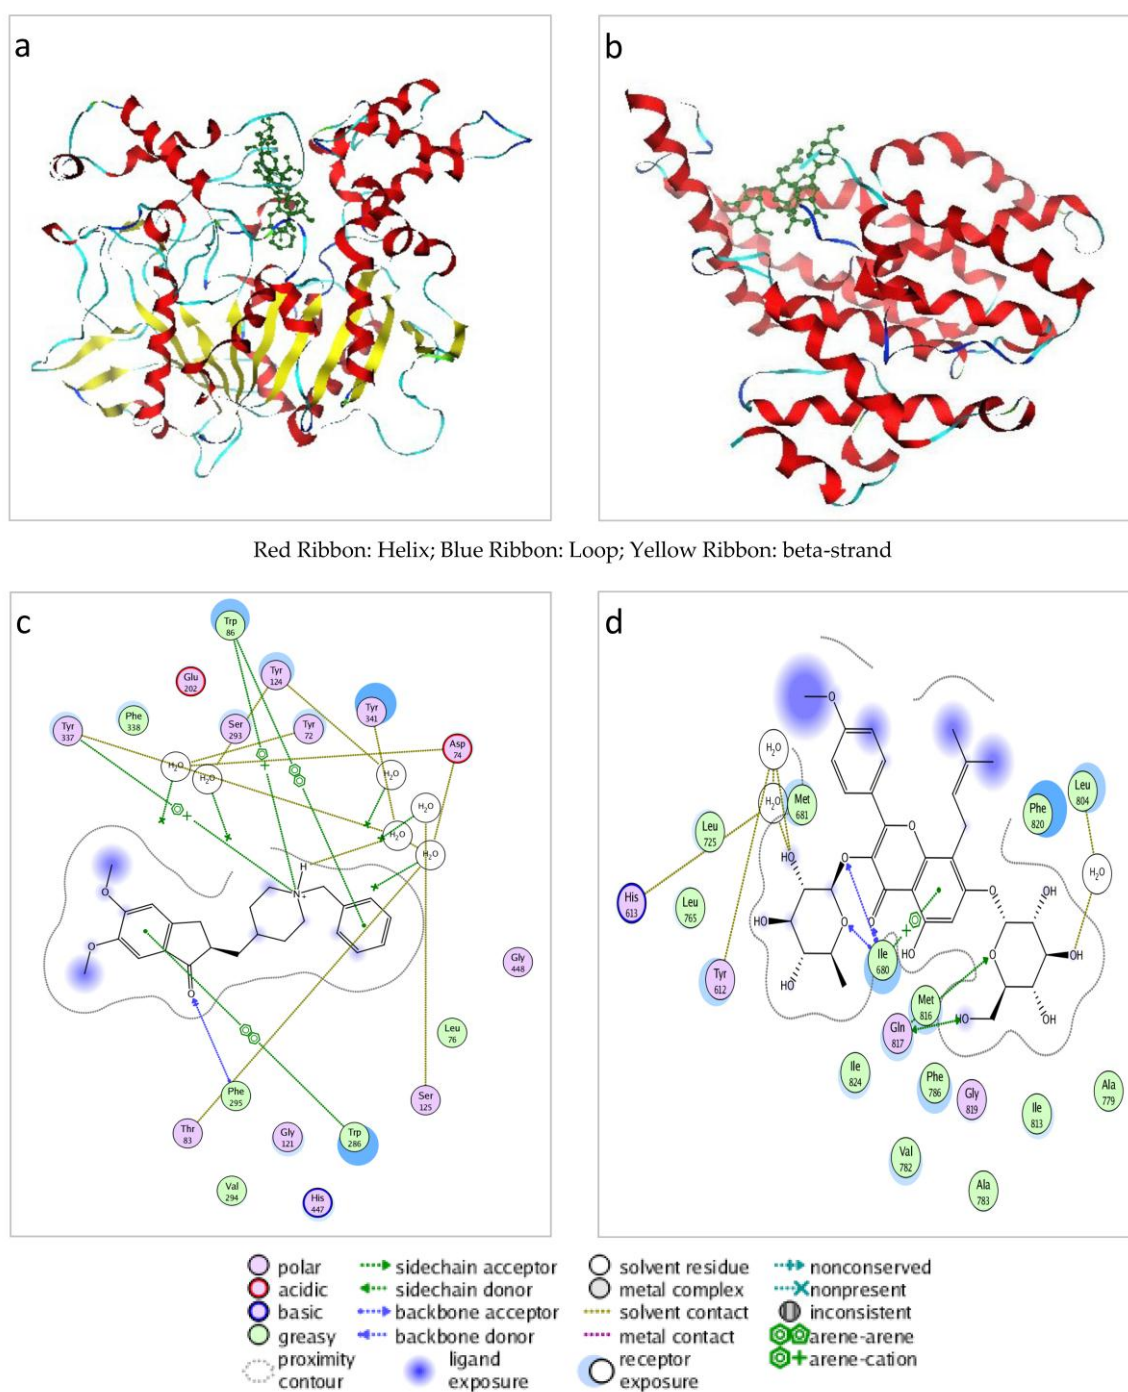 a
b
Red Ribbon: Helix; Blue Ribbon: Loop; Yellow Ribbon: beta-strand
c
Trp
86
Glu
202
Tyr
124
Phe
338
Tyr
337
Ser
293
Tyr
72
Tyr
341
Asp
74
H₂O
H₂O
H₂O
H₂O
H₂O
H₂O
H
N
+
O
O
O
Gly
448
Leu
76
Phe
295
Ser
125
Thr
83
Gly
121
Trp
286
Val
294
His
447
d
O
H₂O
H₂O
Met
681
Leu
725
Phe
820
Leu
804
H₂O
His
613
Leu
765
Tyr
612
HO
HO
HO
O
O
O
O
O
HO
OH
OH
OH
HO
O
Ile
680
Met
816
Gln
817
Ile
824
Phe
786
Gly
819
Ile
813
Ala
779
Val
782
Ala
783
polar
acidic
basic
greasy
proximity
contour
sidechain acceptor
sidechain donor
backbone acceptor
backbone donor
ligand
exposure
solvent residue
metal complex
solvent contact
metal contact
receptor
exposure
nonconserved
nonpresent
inconsistent
arene-arene
arene-cation